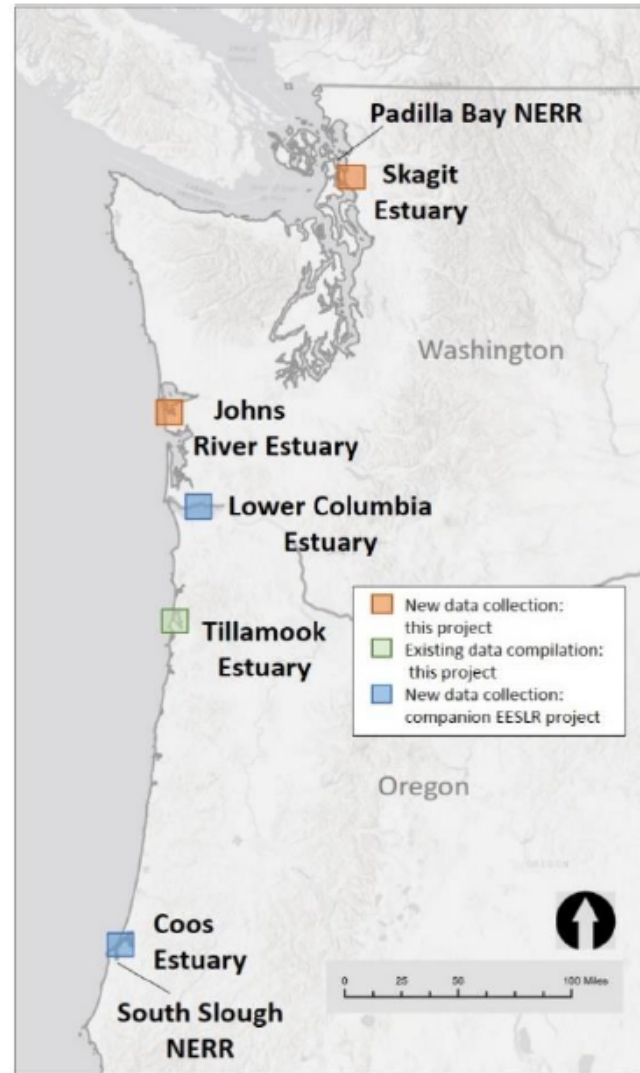 Padilla Bay NERR
Skagit
Estuary
Washington
Johns
River Estuary
Lower Columbia
Estuary
New data collection:
this project
Existing data compilation:
this project
New data collection:
companion EESLR project
Tillamook
Estuary
Oregon
Coos
Estuary
0 25 50 100 Miles
South Slough
NERR